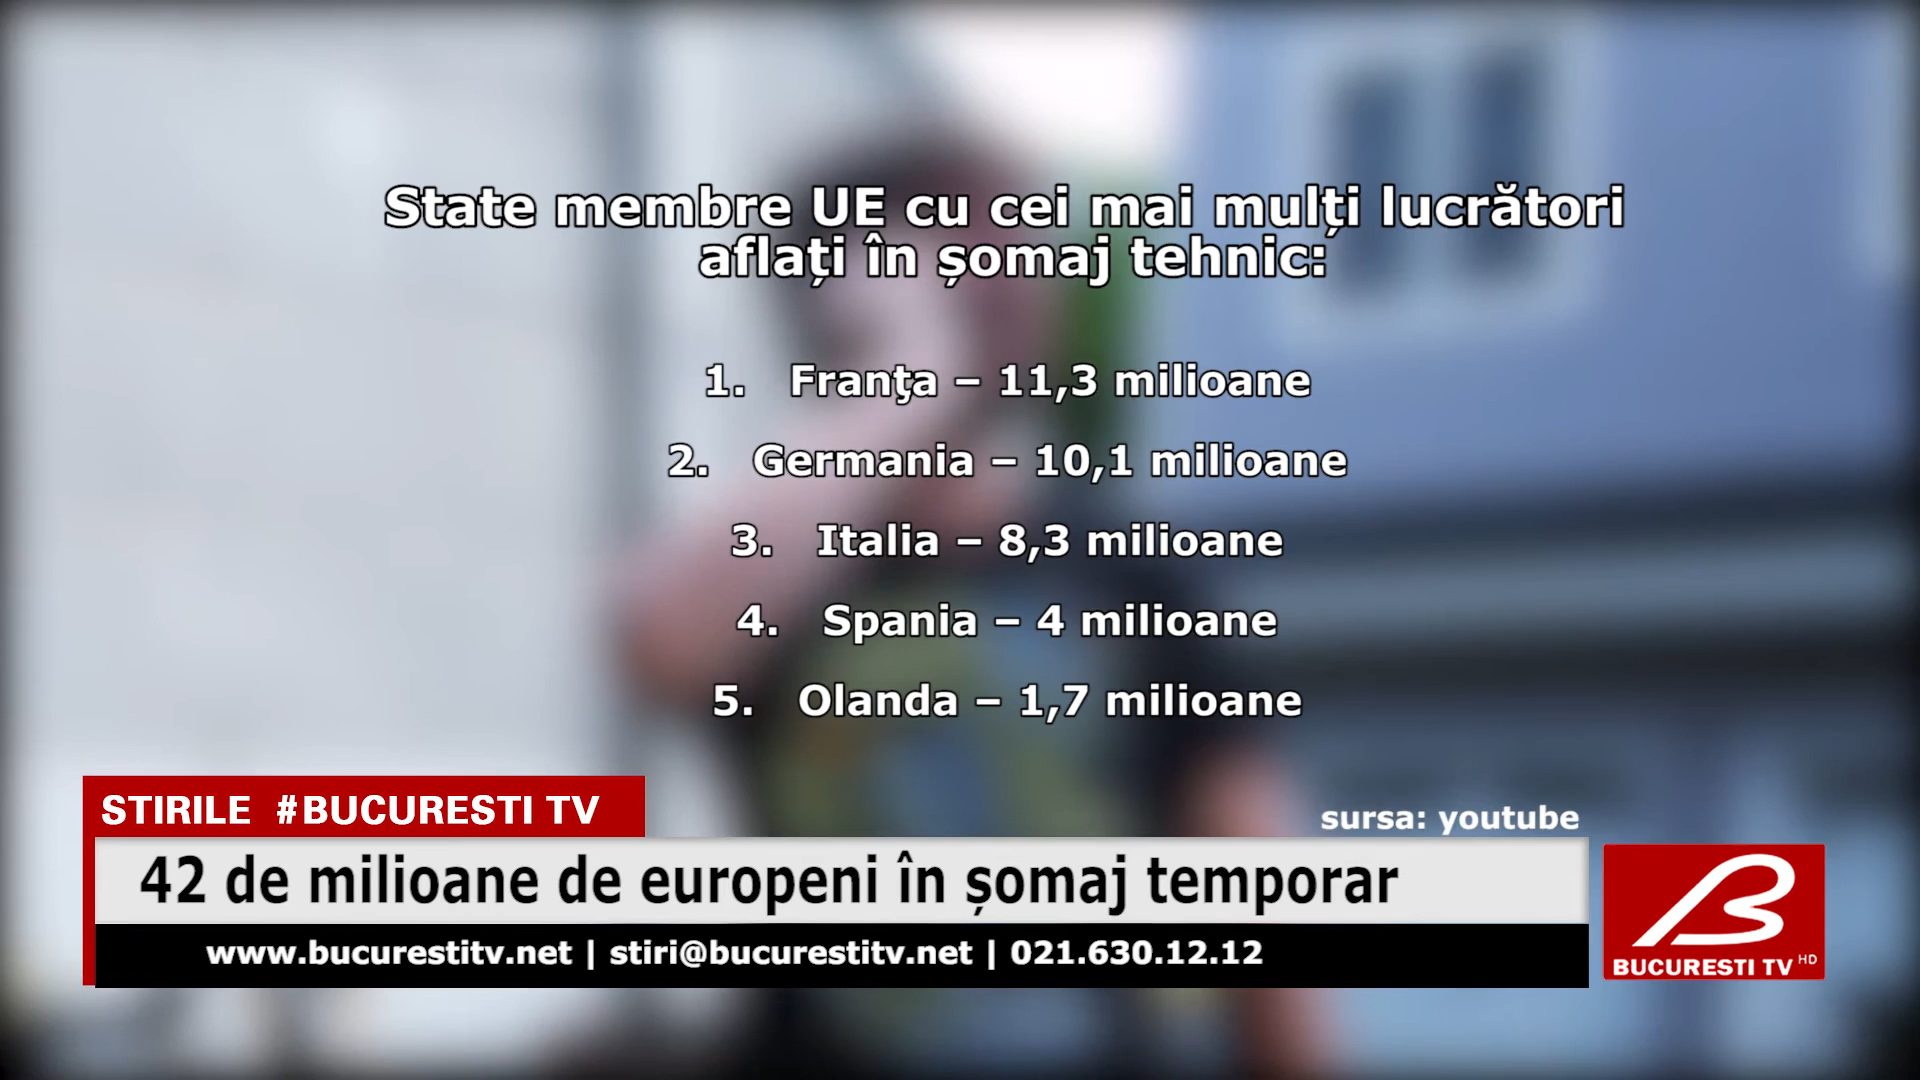 State membre UE cu cei mai mulți lucrători
aflați în șomaj tehnic:
1. Franţa – 11,3 milioane
2. Germania – 10,1 milioane
3. Italia – 8,3 milioane
4. Spania – 4 milioane
5. Olanda – 1,7 milioane
STIRILE #BUCURESTI TV
sursa: youtube
42 de milioane de europeni în șomaj temporar
www.bucurestitv.net | stiri@bucurestitv.net | 021.630.12.12
BUCURESTI TV HD